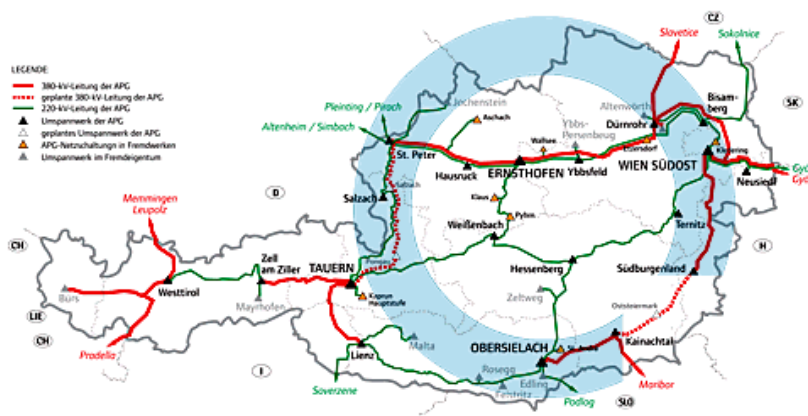 CZ
Slavetice
Sokolnice
LEGENDE:
380-kV-Leitung der APG
geplante 380-kV-Leitung der APG
220-kV-Leitung der APG
Umspannwerk der APG
geplantes Umspannwerk der APG
APG-Netzschaltungen in Fremdwerken
Umspannwerk im Fremdeigentum
Pleinting / Pirach
Altenheim / Simbach
Jochenstein
Aschach
Altenwörth
Bisam-
berg
SK
Dürnrohr
Ybbs-
Persenbeug
Wallsee
St. Peter
Hausruck
ERNSTHOFEN
Ybbsfeld
WIEN SÜDOST
Neusiedl
Salzach
Klaus
Pyhrn
Weißenbach
Ternitz
D
Memmingen
Leupolz
CH
H
Zell
am Ziller
TAUERN
Kaprun
Hauptstufe
Hessenberg
Südburgenland
Westtirol
Bürs
Mayrhofen
Zeltweg
Oststeiermark
LIE
CH
Pradella
I
Lienz
Malta
OBERSIELACH
Kainachtal
Soverzene
Rosegg
Edling
Podlog
Maribor
SLO